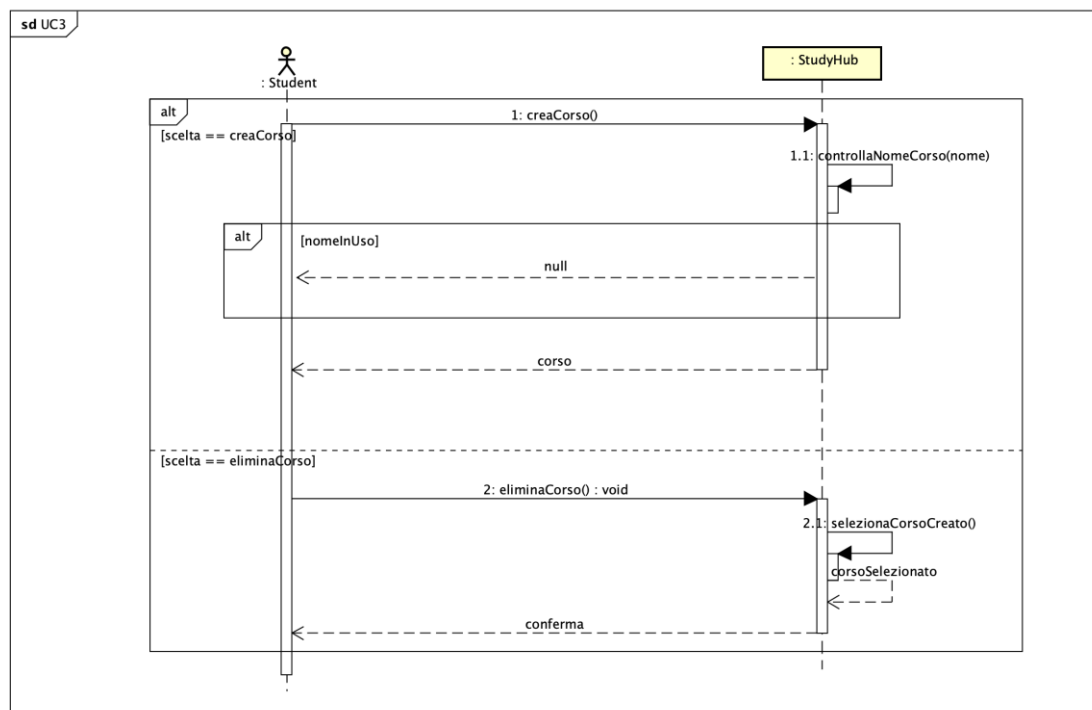 sd UC3
: Student
: StudyHub
alt
[scelta == creaCorso]
1: creaCorso()
1.1: controllaNomeCorso(nome)
alt
[nomeInUso]
null
corso
[scelta == eliminaCorso]
2: eliminaCorso() : void
2.1: selezionaCorsoCreato()
corsoSelezionato
conferma